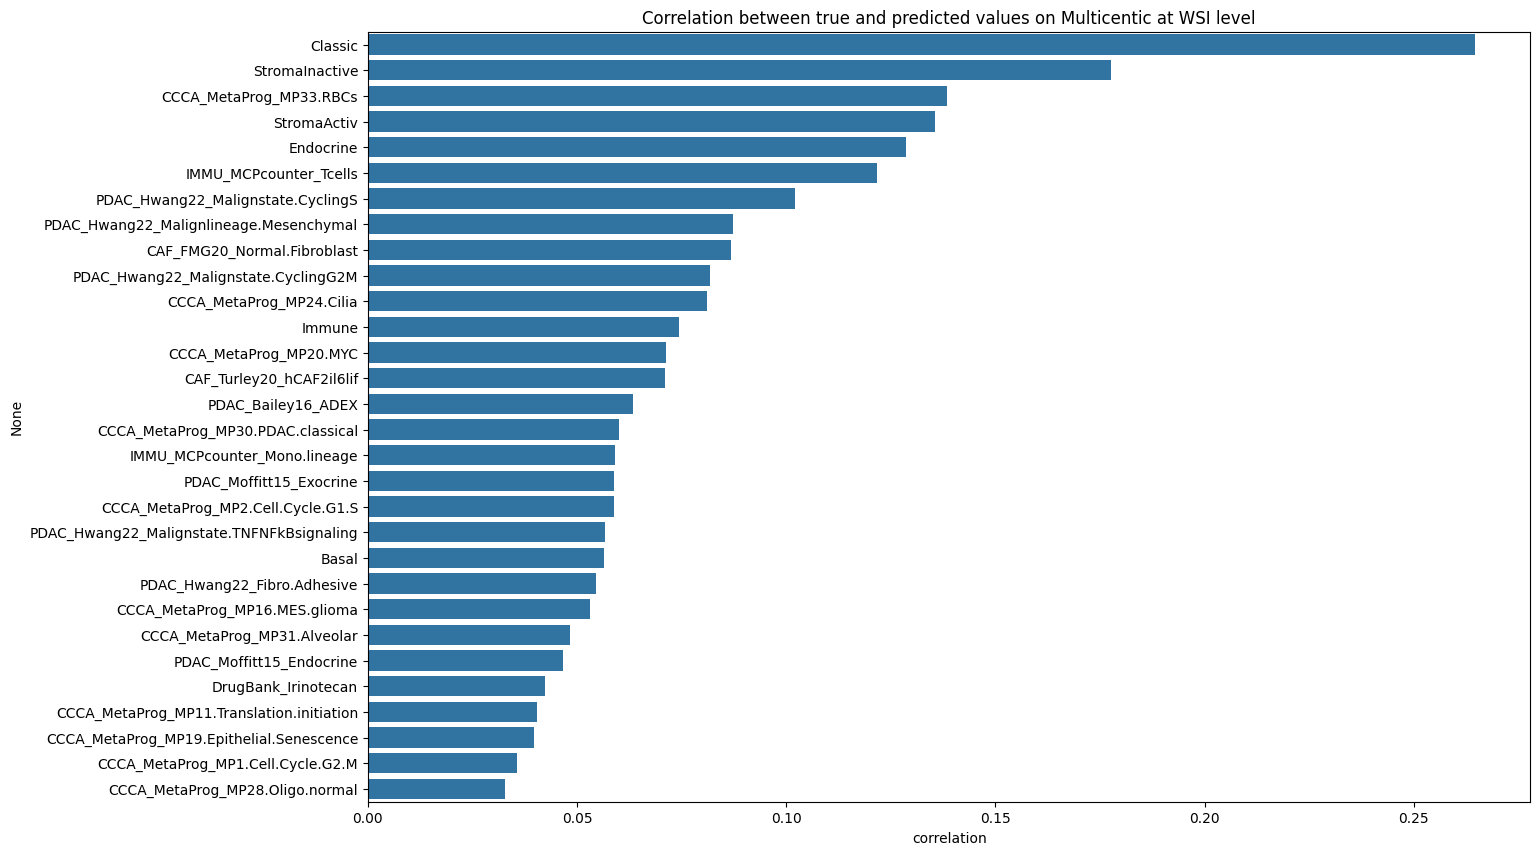 Correlation between true and predicted values on Multicentic at WSI level
Classic
StromaInactive
CCCA_MetaProg_MP33.RBCs
StromaActiv
Endocrine
IMMU_MCPcounter_Tcells
PDAC_Hwang22_Malignstate.CyclingS
PDAC_Hwang22_Malignlineage.Mesenchymal
CAF_FMG20_Normal.Fibroblast
PDAC_Hwang22_Malignstate.CyclingG2M
CCCA_MetaProg_MP24.Cilia
Immune
CCCA_MetaProg_MP20.MYC
CAF_Turley20_hCAF2il6lif
PDAC_Bailey16_ADEX
CCCA_MetaProg_MP30.PDAC.classical
IMMU_MCPcounter_Mono.lineage
PDAC_Moffitt15_Exocrine
CCCA_MetaProg_MP2.Cell.Cycle.G1.S
PDAC_Hwang22_Malignstate.TNFNFkBsignaling
Basal
PDAC_Hwang22_Fibro.Adhesive
CCCA_MetaProg_MP16.MES.glioma
CCCA_MetaProg_MP31.Alveolar
PDAC_Moffitt15_Endocrine
DrugBank_Irinotecan
CCCA_MetaProg_MP11.Translation.initiation
CCCA_MetaProg_MP19.Epithelial.Senescence
CCCA_MetaProg_MP1.Cell.Cycle.G2.M
CCCA_MetaProg_MP28.Oligo.normal
None
0.00 0.05 0.10 0.15 0.20 0.25
correlation